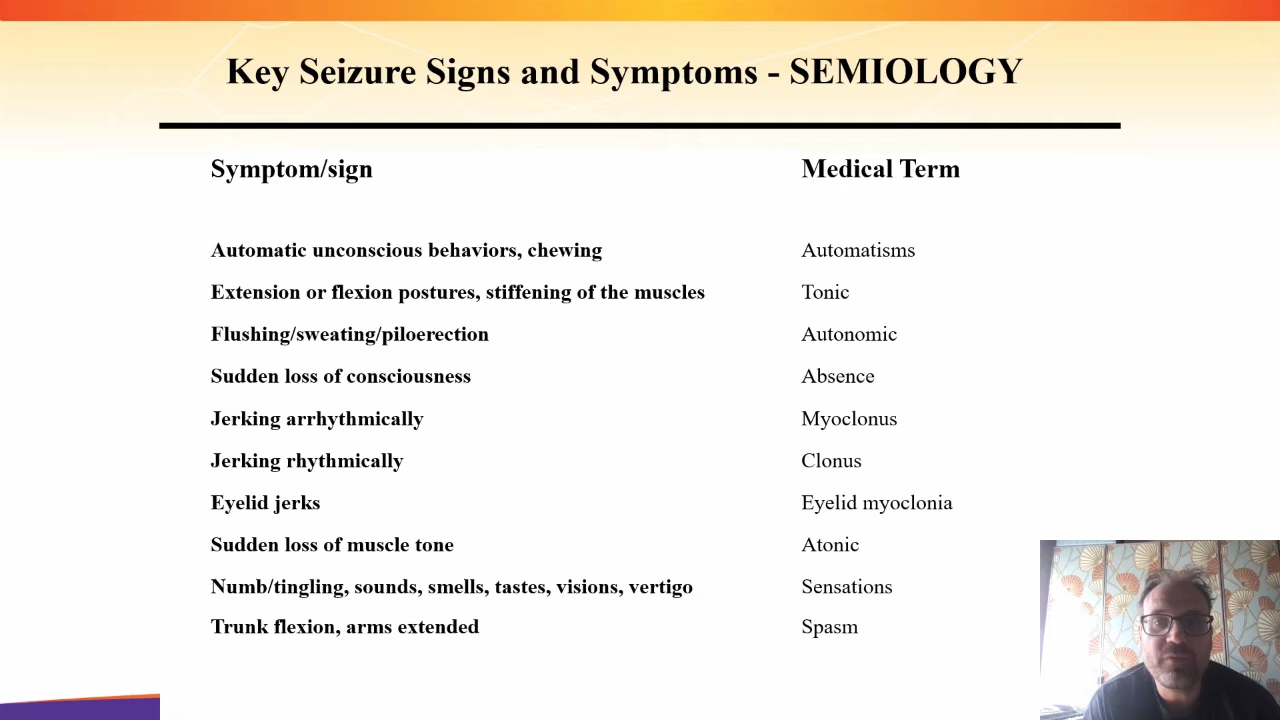 Key Seizure Signs and Symptoms - SEMIOLOGY
Symptom/sign Medical Term
Automatic unconscious behaviors, chewing Automatisms
Extension or flexion postures, stiffening of the muscles Tonic
Flushing/sweating/piloerection Autonomic
Sudden loss of consciousness Absence
Jerking arrhythmically Myoclonus
Jerking rhythmically Clonus
Eyelid jerks Eyelid myoclonia
Sudden loss of muscle tone Atonic
Numb/tingling, sounds, smells, tastes, visions, vertigo Sensations
Trunk flexion, arms extended Spasm